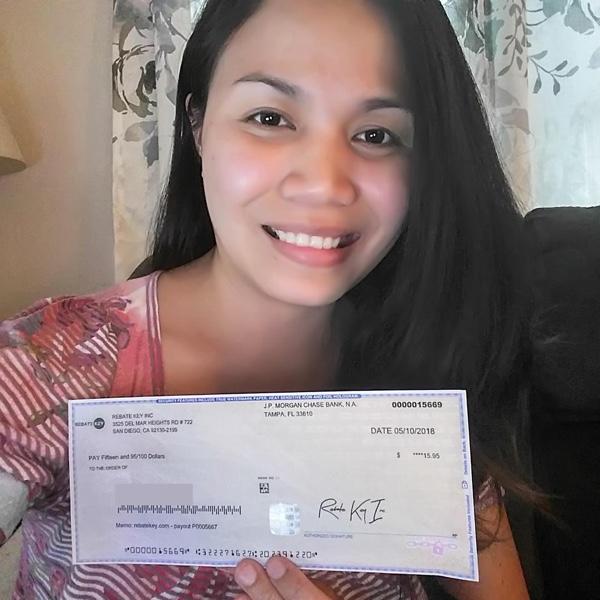 SECURITY FEATURES INCLUDE TRUE WATERMARK PAPER, HEAT SENSITIVE ICON AND FOIL HOLOGRAM
REBATE KEY
REBATE KEY INC
3525 DEL MAR HEIGHTS RD # 722
SAN DIEGO, CA 92130-2199
J.P. MORGAN CHASE BANK, N.A.
TAMPA, FL 33610
0000015669
DATE 05/10/2018
PAY Fifteen and 95/100 Dollars
$ ****15.95
TO THE ORDER OF
Memo: rebatekey.com - payout P0005667
Rebate Key Inc
AUTHORIZED SIGNATURE
Security Features Included
Details on Back.